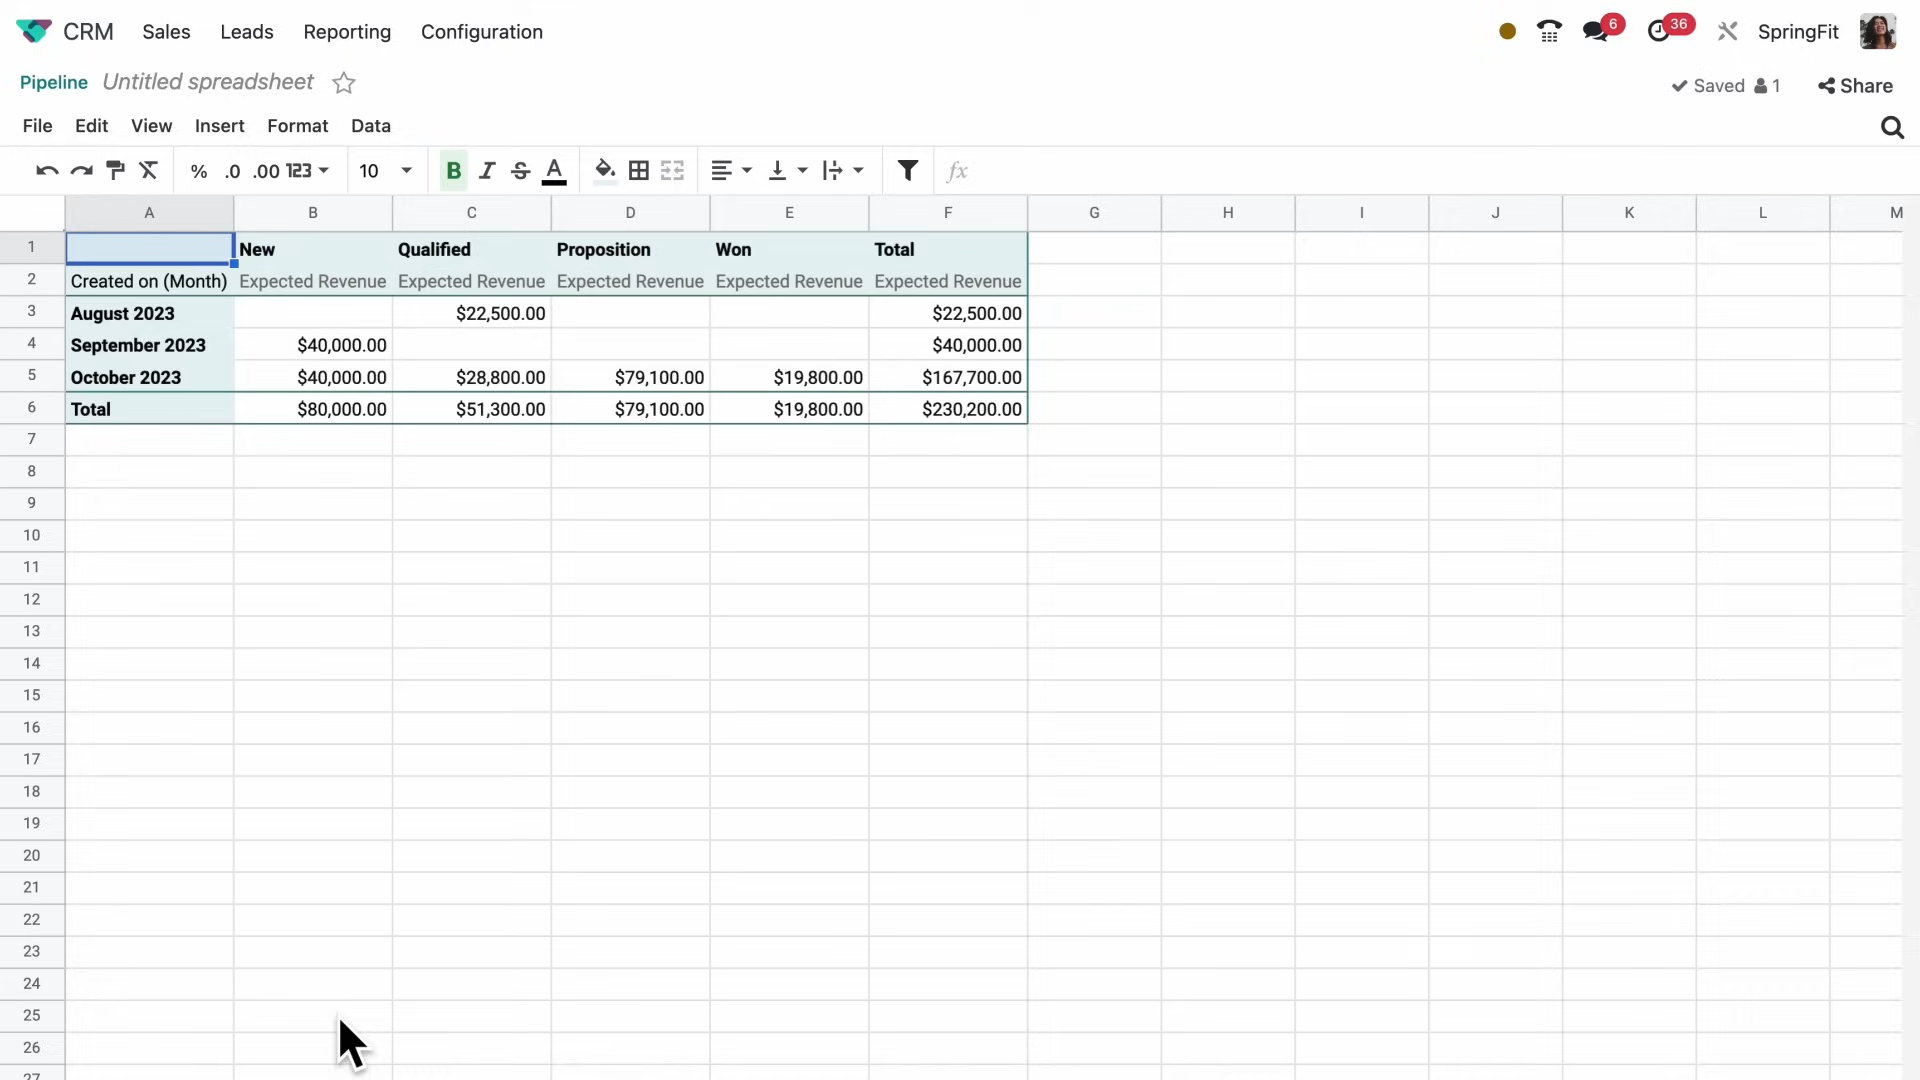 CRM Sales Leads Reporting Configuration 6 36 SpringFit
Pipeline Untitled spreadsheet Saved 1 Share
File Edit View Insert Format Data
% .0 .00 123 10 B I S A fx
A B C D E F G H I J K L M
1 New Qualified Proposition Won Total
2 Created on (Month) Expected Revenue Expected Revenue Expected Revenue Expected Revenue Expected Revenue
3 August 2023 $22,500.00 $22,500.00
4 September 2023 $40,000.00 $40,000.00
5 October 2023 $40,000.00 $28,800.00 $79,100.00 $19,800.00 $167,700.00
6 Total $80,000.00 $51,300.00 $79,100.00 $19,800.00 $230,200.00
7
8
9
10
11
12
13
14
15
16
17
18
19
20
21
22
23
24
25
26
27